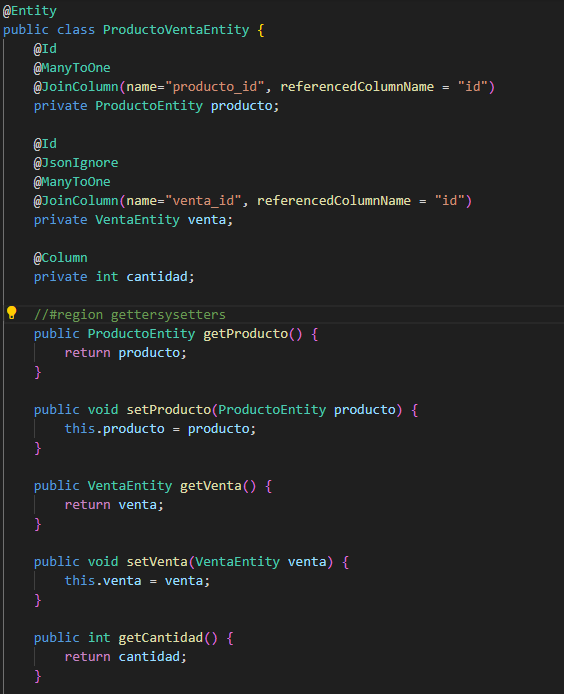 @Entity
public class ProductoVentaEntity {
    @Id
    @ManyToOne
    @JoinColumn(name="producto_id", referencedColumnName = "id")
    private ProductoEntity producto;

    @Id
    @JsonIgnore
    @ManyToOne
    @JoinColumn(name="venta_id", referencedColumnName = "id")
    private VentaEntity venta;

    @Column
    private int cantidad;

    //#region gettersysetters
    public ProductoEntity getProducto() {
        return producto;
    }

    public void setProducto(ProductoEntity producto) {
        this.producto = producto;
    }

    public VentaEntity getVenta() {
        return venta;
    }

    public void setVenta(VentaEntity venta) {
        this.venta = venta;
    }

    public int getCantidad() {
        return cantidad;
    }